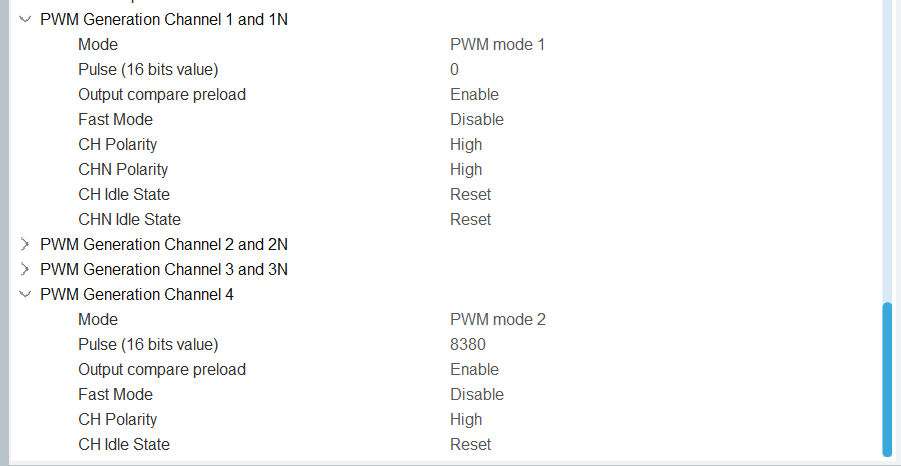 PWM Generation Channel 1 and 1N
Mode PWM mode 1
Pulse (16 bits value) 0
Output compare preload Enable
Fast Mode Disable
CH Polarity High
CHN Polarity High
CH Idle State Reset
CHN Idle State Reset
PWM Generation Channel 2 and 2N
PWM Generation Channel 3 and 3N
PWM Generation Channel 4
Mode PWM mode 2
Pulse (16 bits value) 8380
Output compare preload Enable
Fast Mode Disable
CH Polarity High
CH Idle State Reset